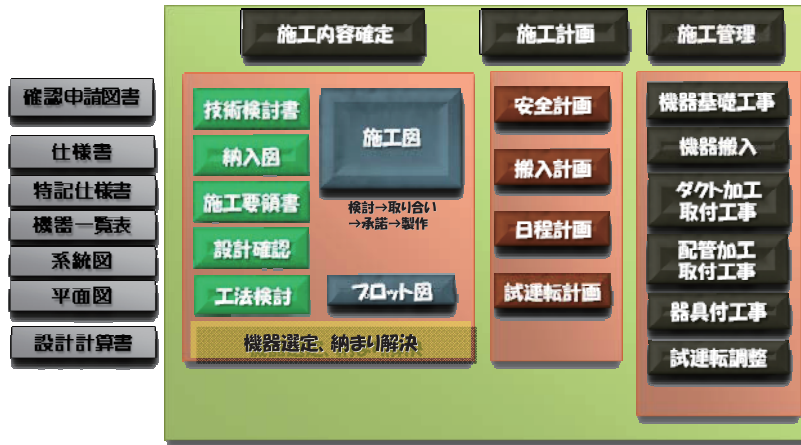 施工内容確定
施工計画
施工管理
確認申請図書
仕様書
特記仕様書
機器一覧表
系統図
平面図
設計計算書
技術検討書
納入図
施工要領書
設計確認
工法検討
施工図
検討→取り合い
→承諾→製作
プロット図
機器選定、納まり解決
安全計画
搬入計画
日程計画
試運転計画
機器基礎工事
機器搬入
ダクト加工
取付工事
配管加工
取付工事
器具付工事
試運転調整